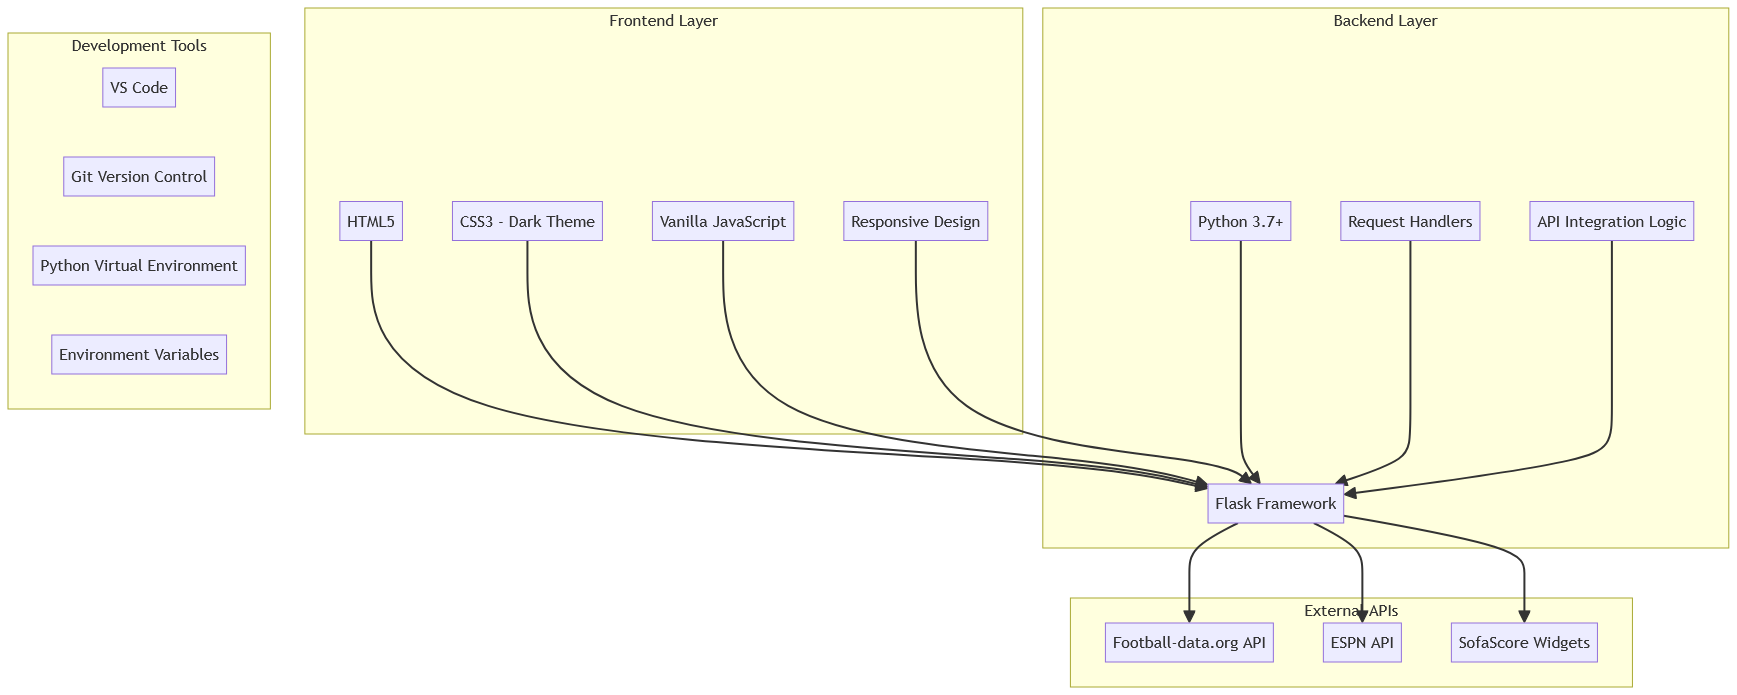 Development Tools
VS Code
Git Version Control
Python Virtual Environment
Environment Variables
Frontend Layer
HTML5
CSS3 - Dark Theme
Vanilla JavaScript
Responsive Design
Backend Layer
Python 3.7+
Request Handlers
API Integration Logic
Flask Framework
External APIs
Football-data.org API
ESPN API
SofaScore Widgets